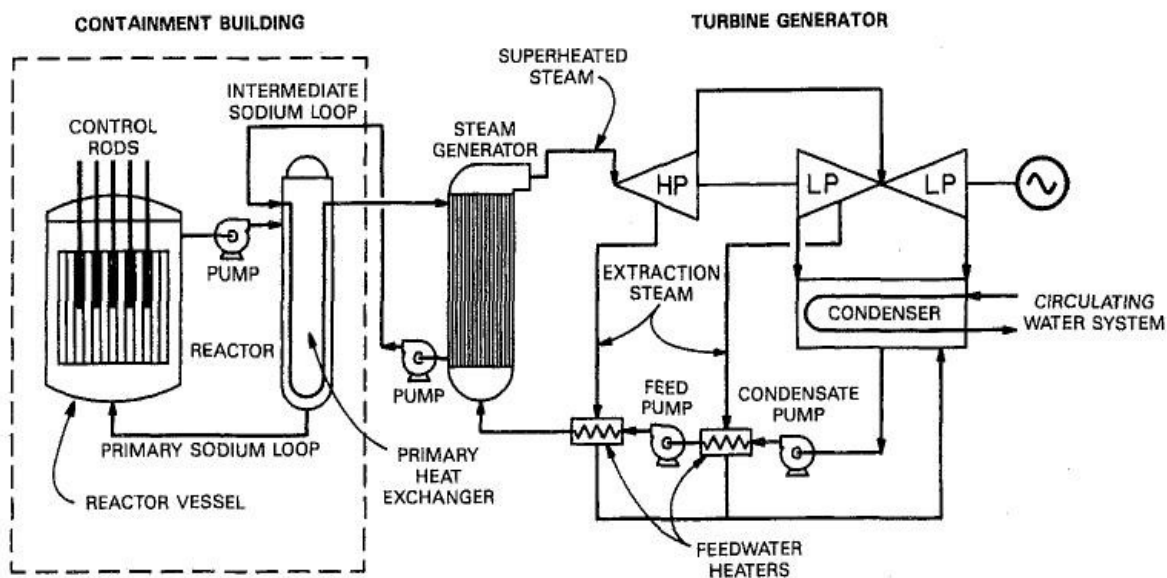 CONTAINMENT BUILDING
TURBINE GENERATOR
SUPERHEATED
STEAM
INTERMEDIATE
SODIUM LOOP
CONTROL
RODS
STEAM
GENERATOR
HP
LP
LP
PUMP
EXTRACTION
STEAM
CONDENSER
CIRCULATING
WATER SYSTEM
REACTOR
PUMP
FEED
PUMP
CONDENSATE
PUMP
PRIMARY SODIUM LOOP
PRIMARY
HEAT
EXCHANGER
REACTOR VESSEL
FEEDWATER
HEATERS